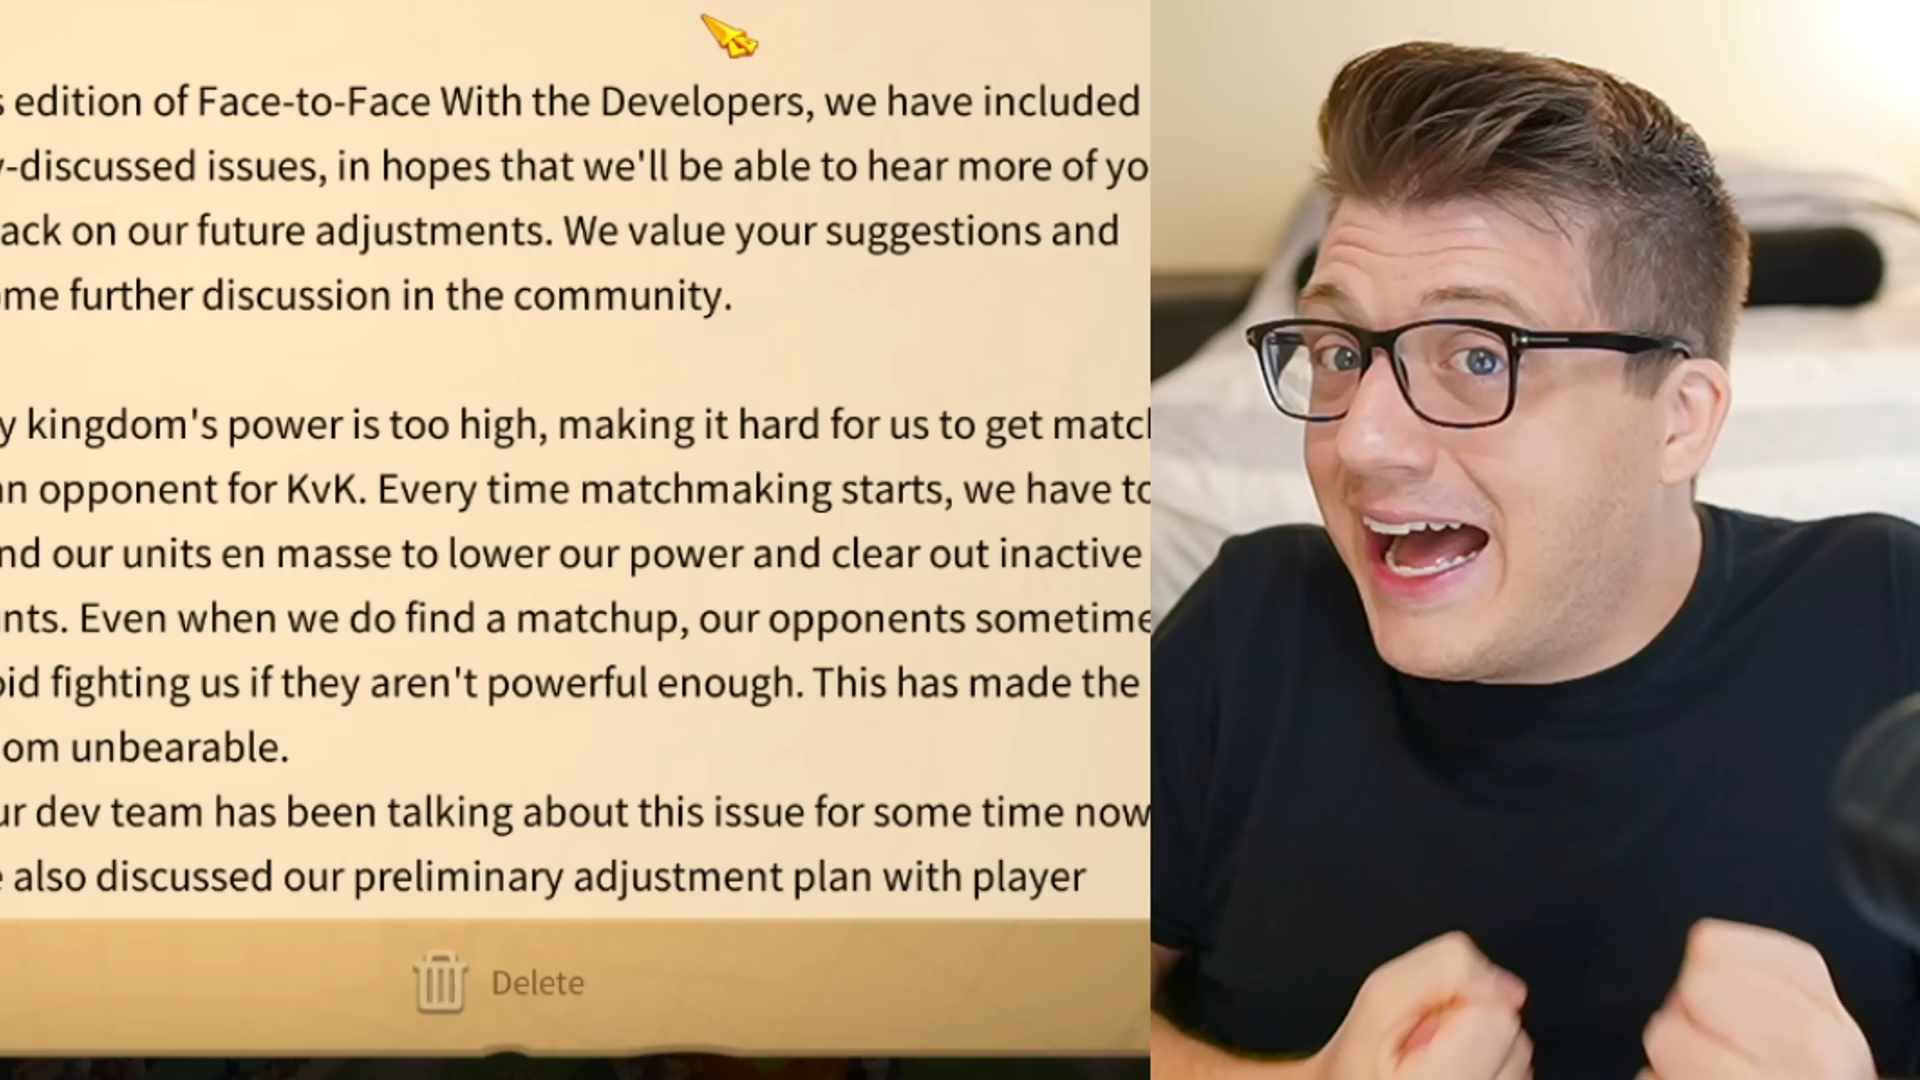 s edition of Face-to-Face With the Developers, we have included
y-discussed issues, in hopes that we'll be able to hear more of yo
ack on our future adjustments. We value your suggestions and
ome further discussion in the community.
y kingdom's power is too high, making it hard for us to get match
an opponent for KvK. Every time matchmaking starts, we have to
nd our units en masse to lower our power and clear out inactive
nts. Even when we do find a matchup, our opponents sometime
oid fighting us if they aren't powerful enough. This has made the
om unbearable.
ur dev team has been talking about this issue for some time now
e also discussed our preliminary adjustment plan with player
Delete